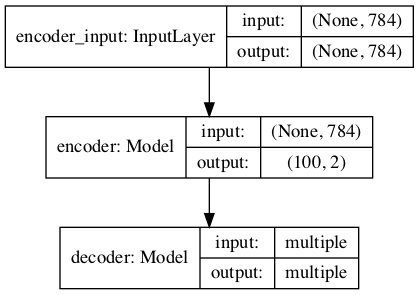 encoder_input: InputLayer
input:
(None, 784)
output:
(None, 784)
encoder: Model
input:
(None, 784)
output:
(100, 2)
decoder: Model
input:
multiple
output:
multiple